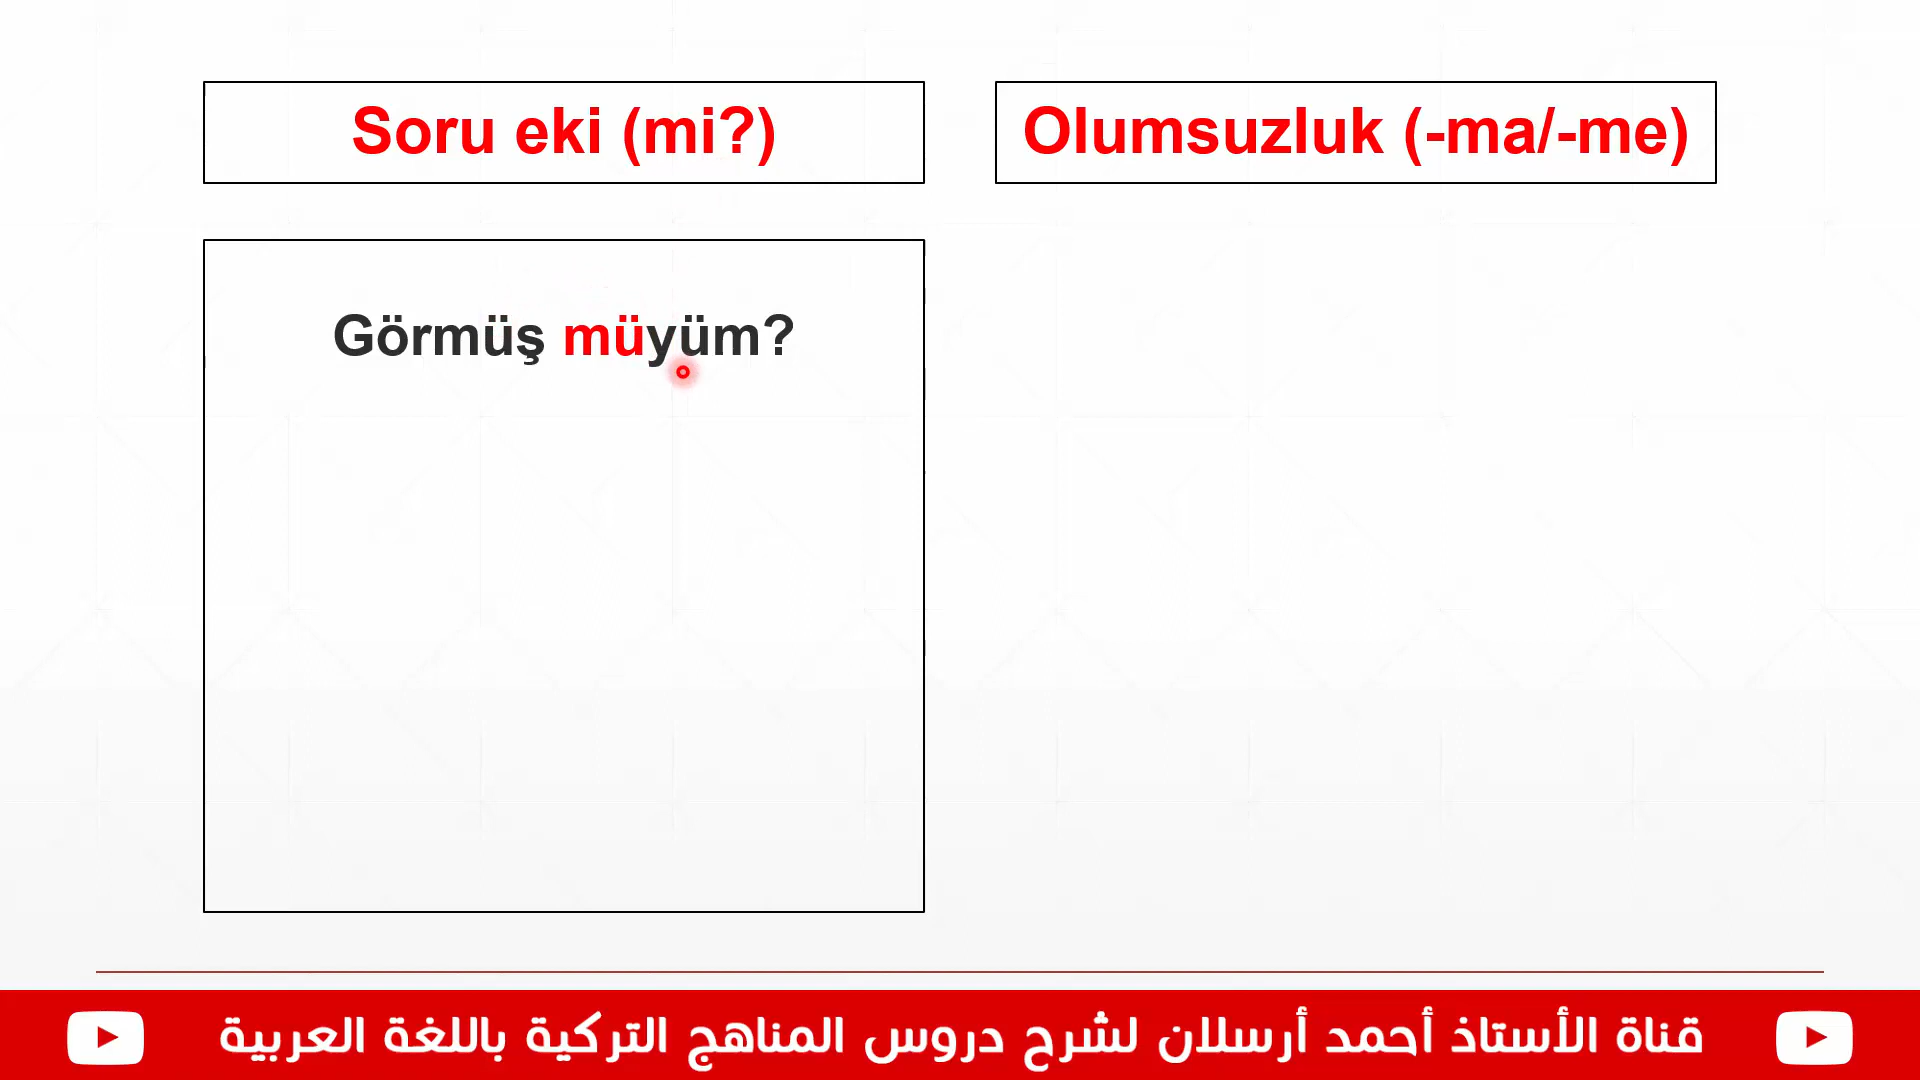 Soru eki (mi?)
Olumsuzluk (-ma/-me)
Görmüş müyüm?
قناة الأستاذ أحمد أرسلان لشرح دروس المناهج التركية باللغة العربية